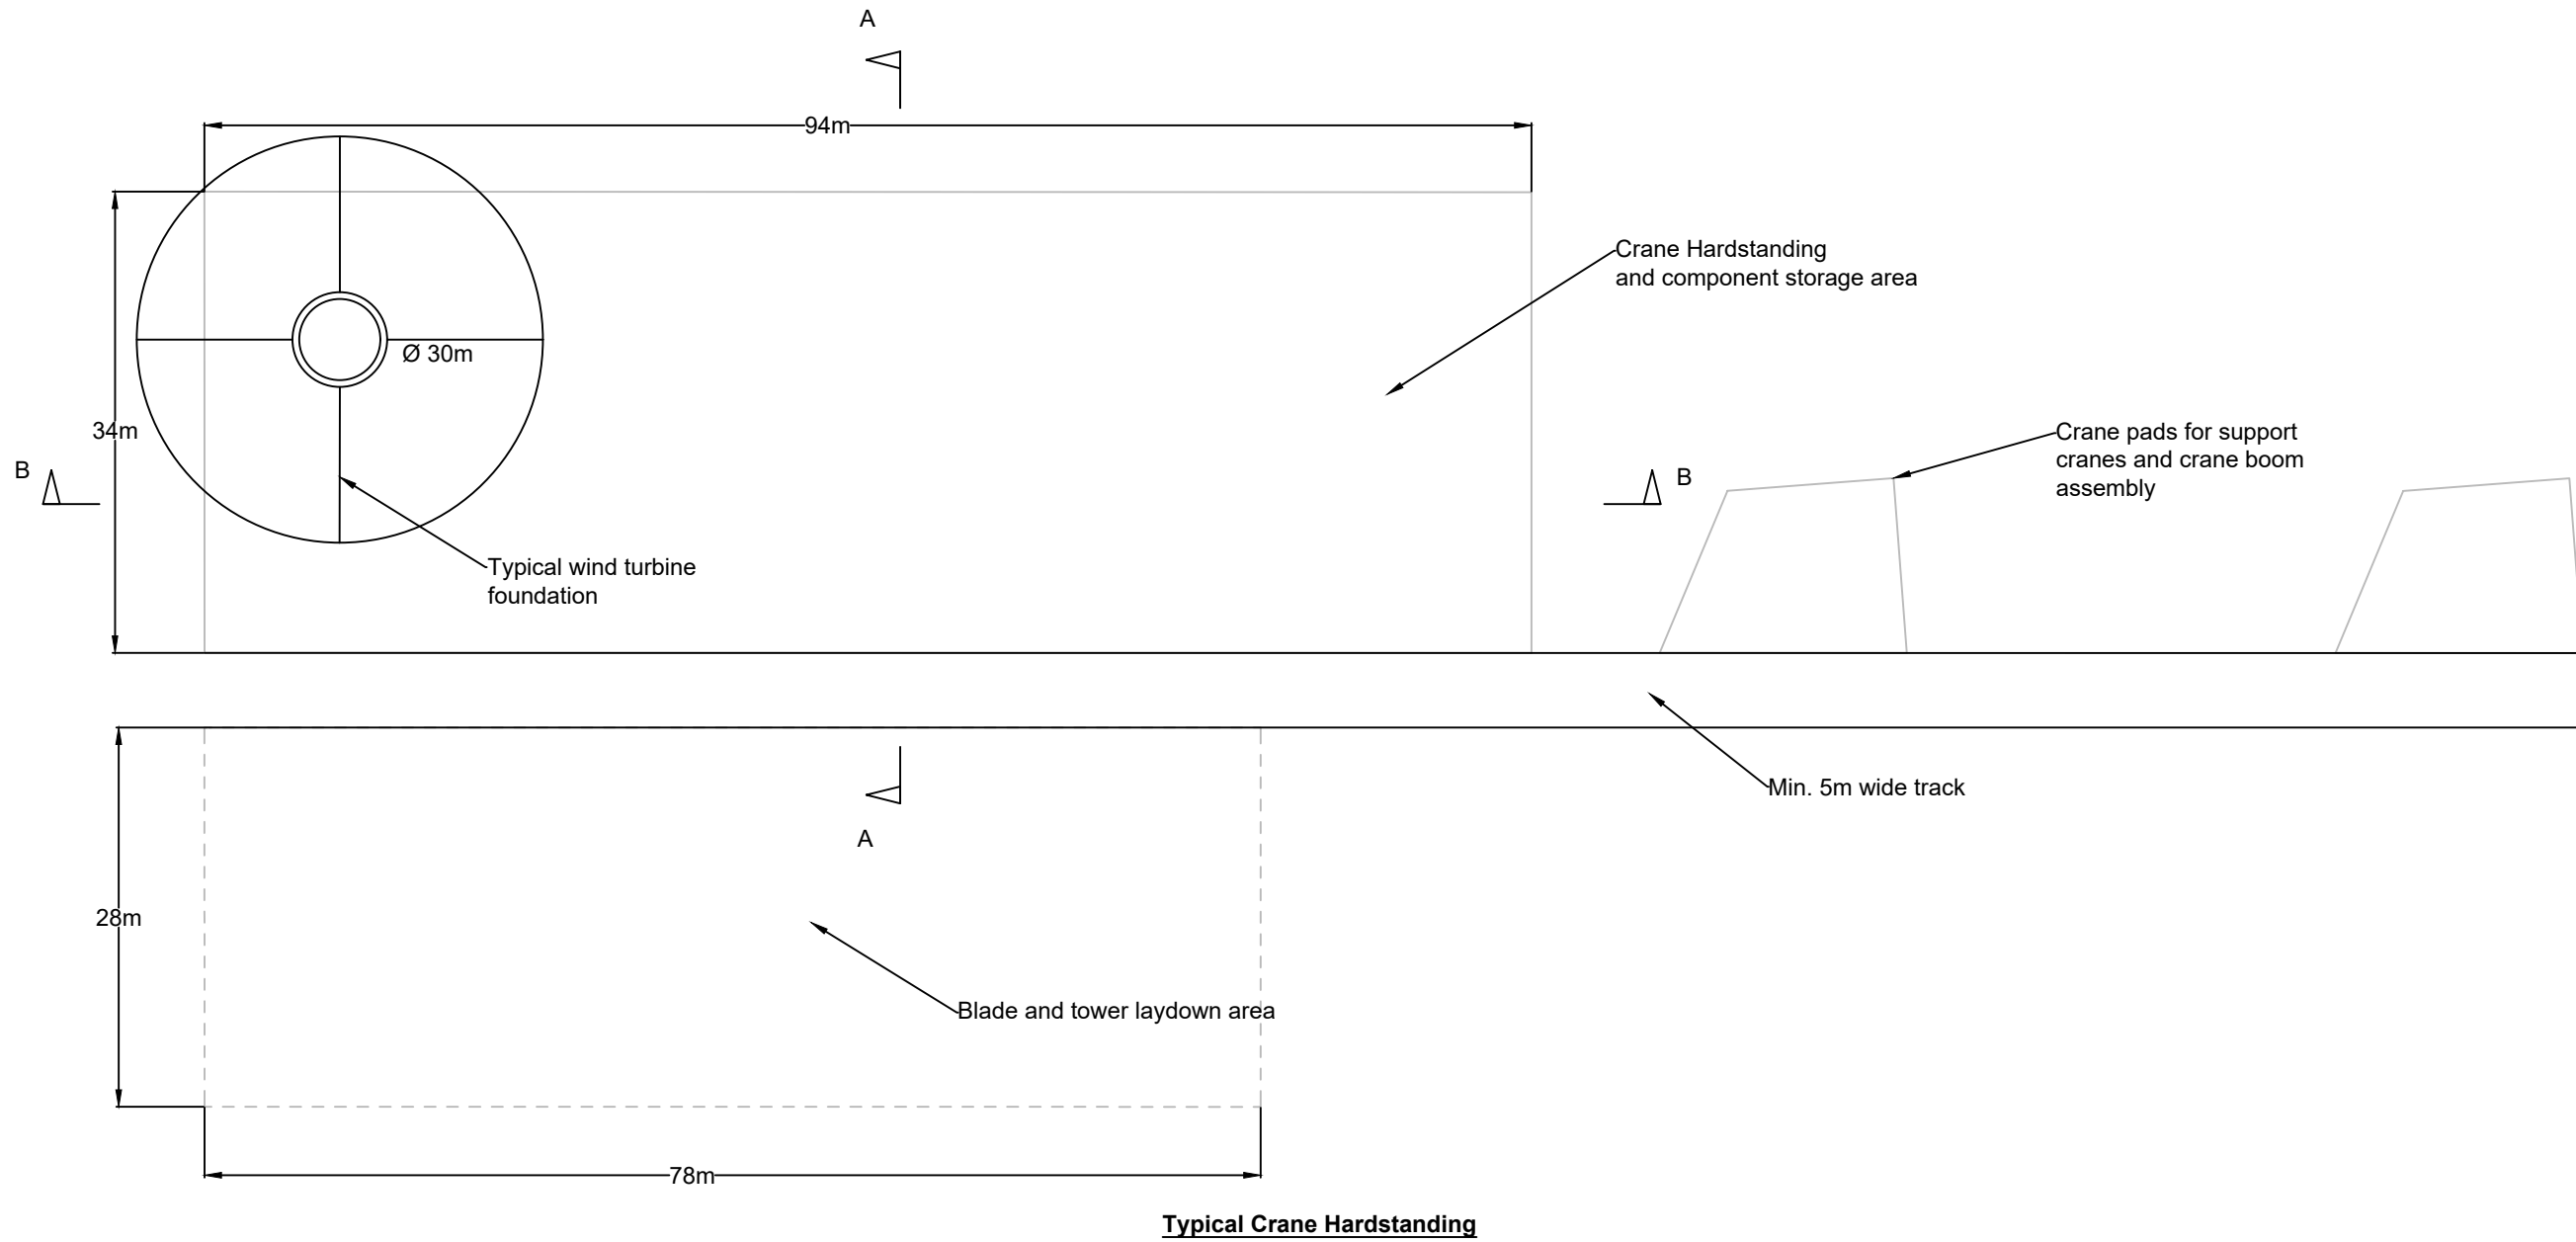 A
94m
Crane Hardstanding
and component storage area
Ø 30m
34m
Crane pads for support
cranes and crane boom
assembly
B
B
Typical wind turbine
foundation
Min. 5m wide track
A
28m
Blade and tower laydown area
78m
Typical Crane Hardstanding